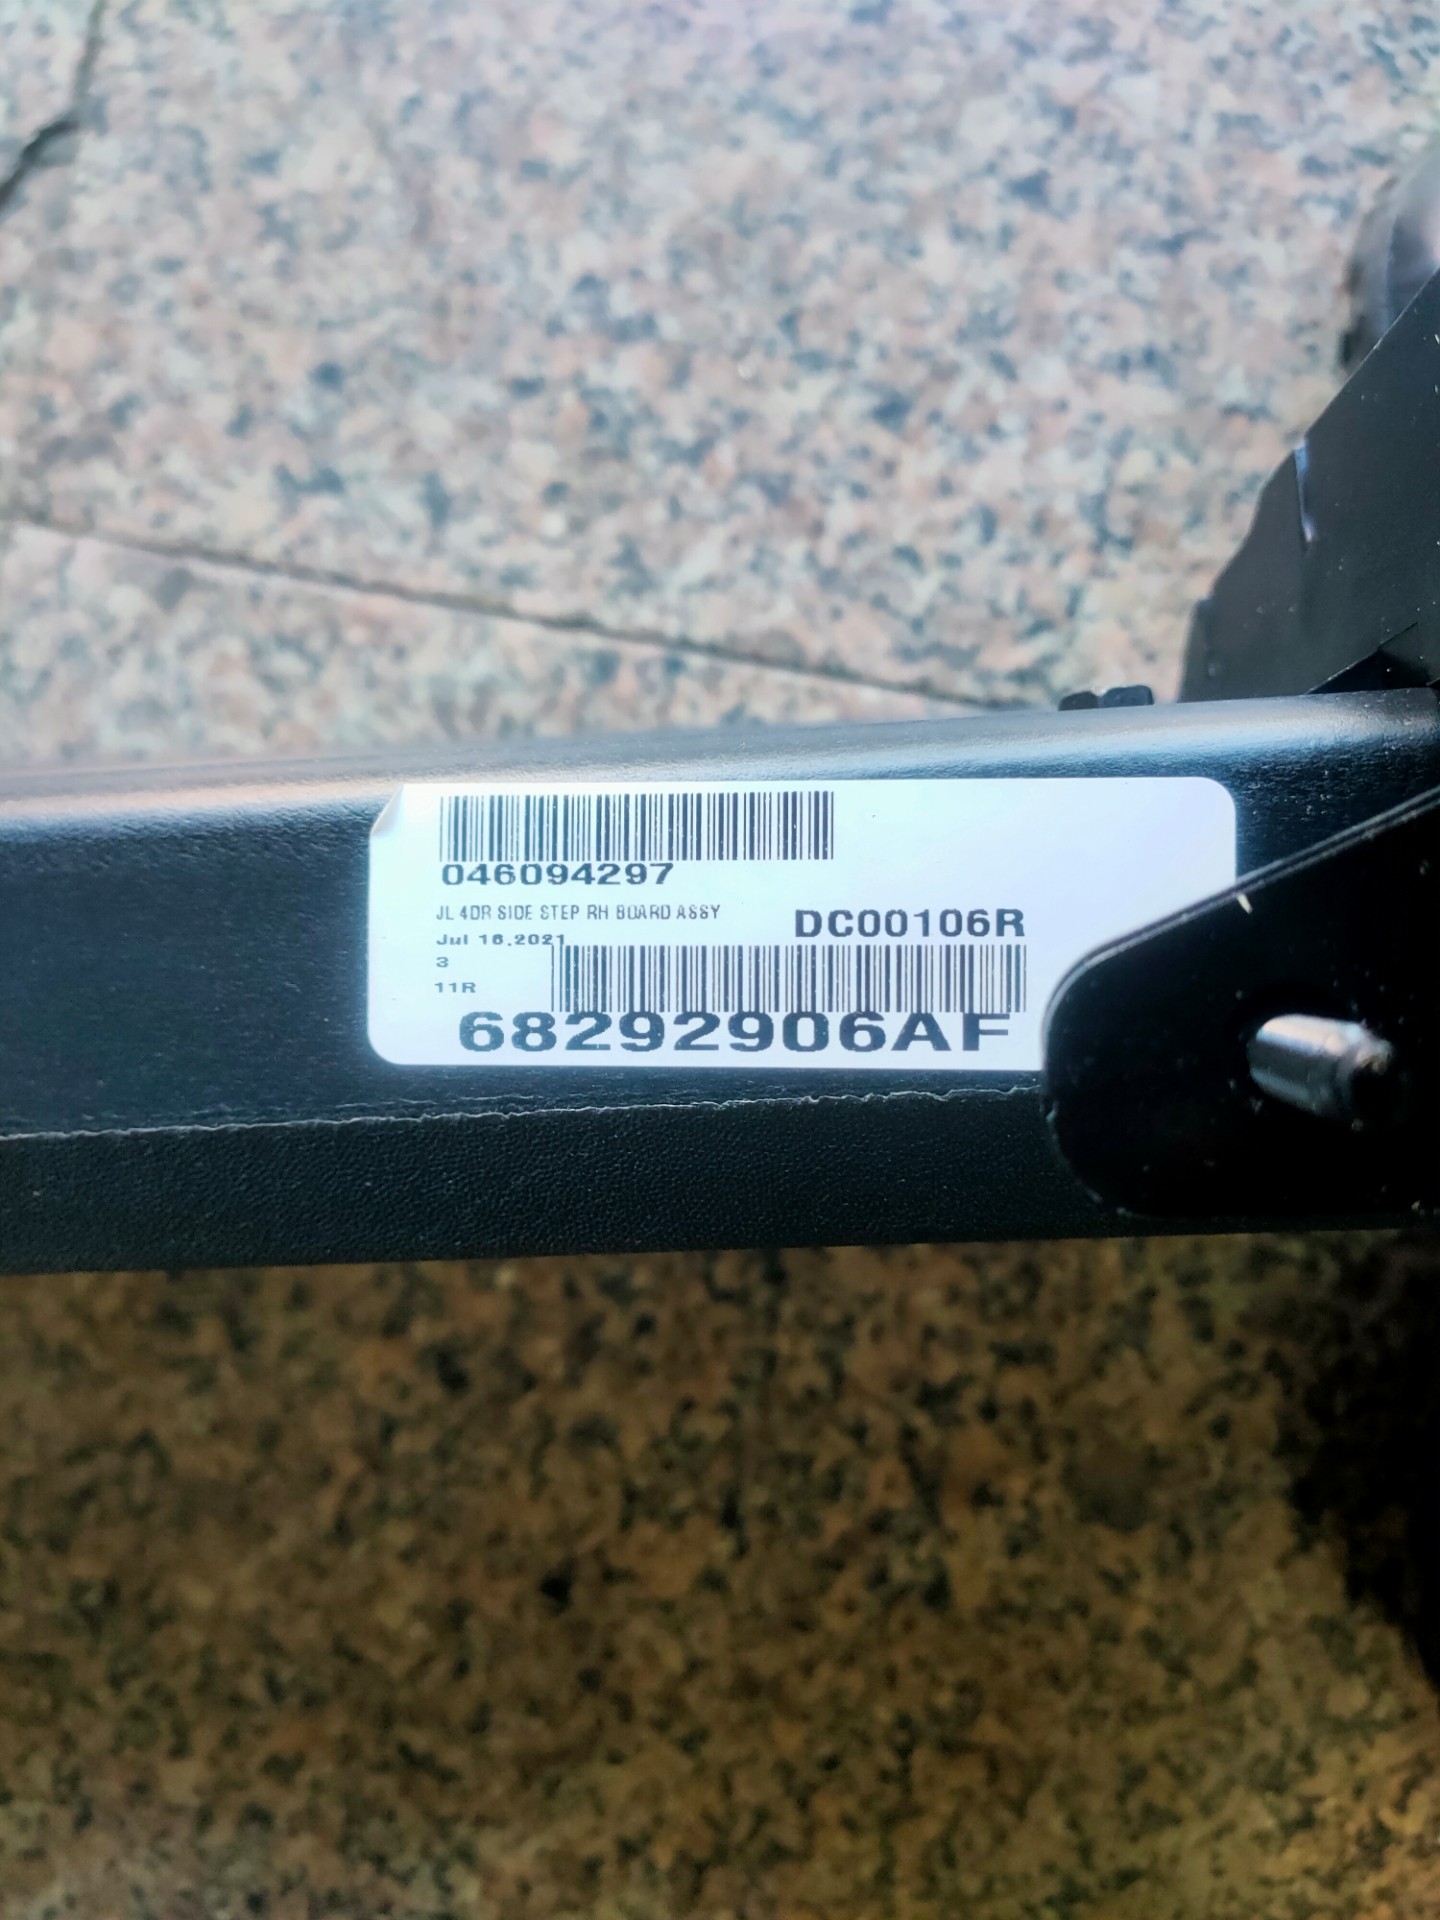 046094297
JL 4DR SIDE STEP RH BOARD ASSY
DC00106R
Jul 16,2021
3
11R
68292906AF